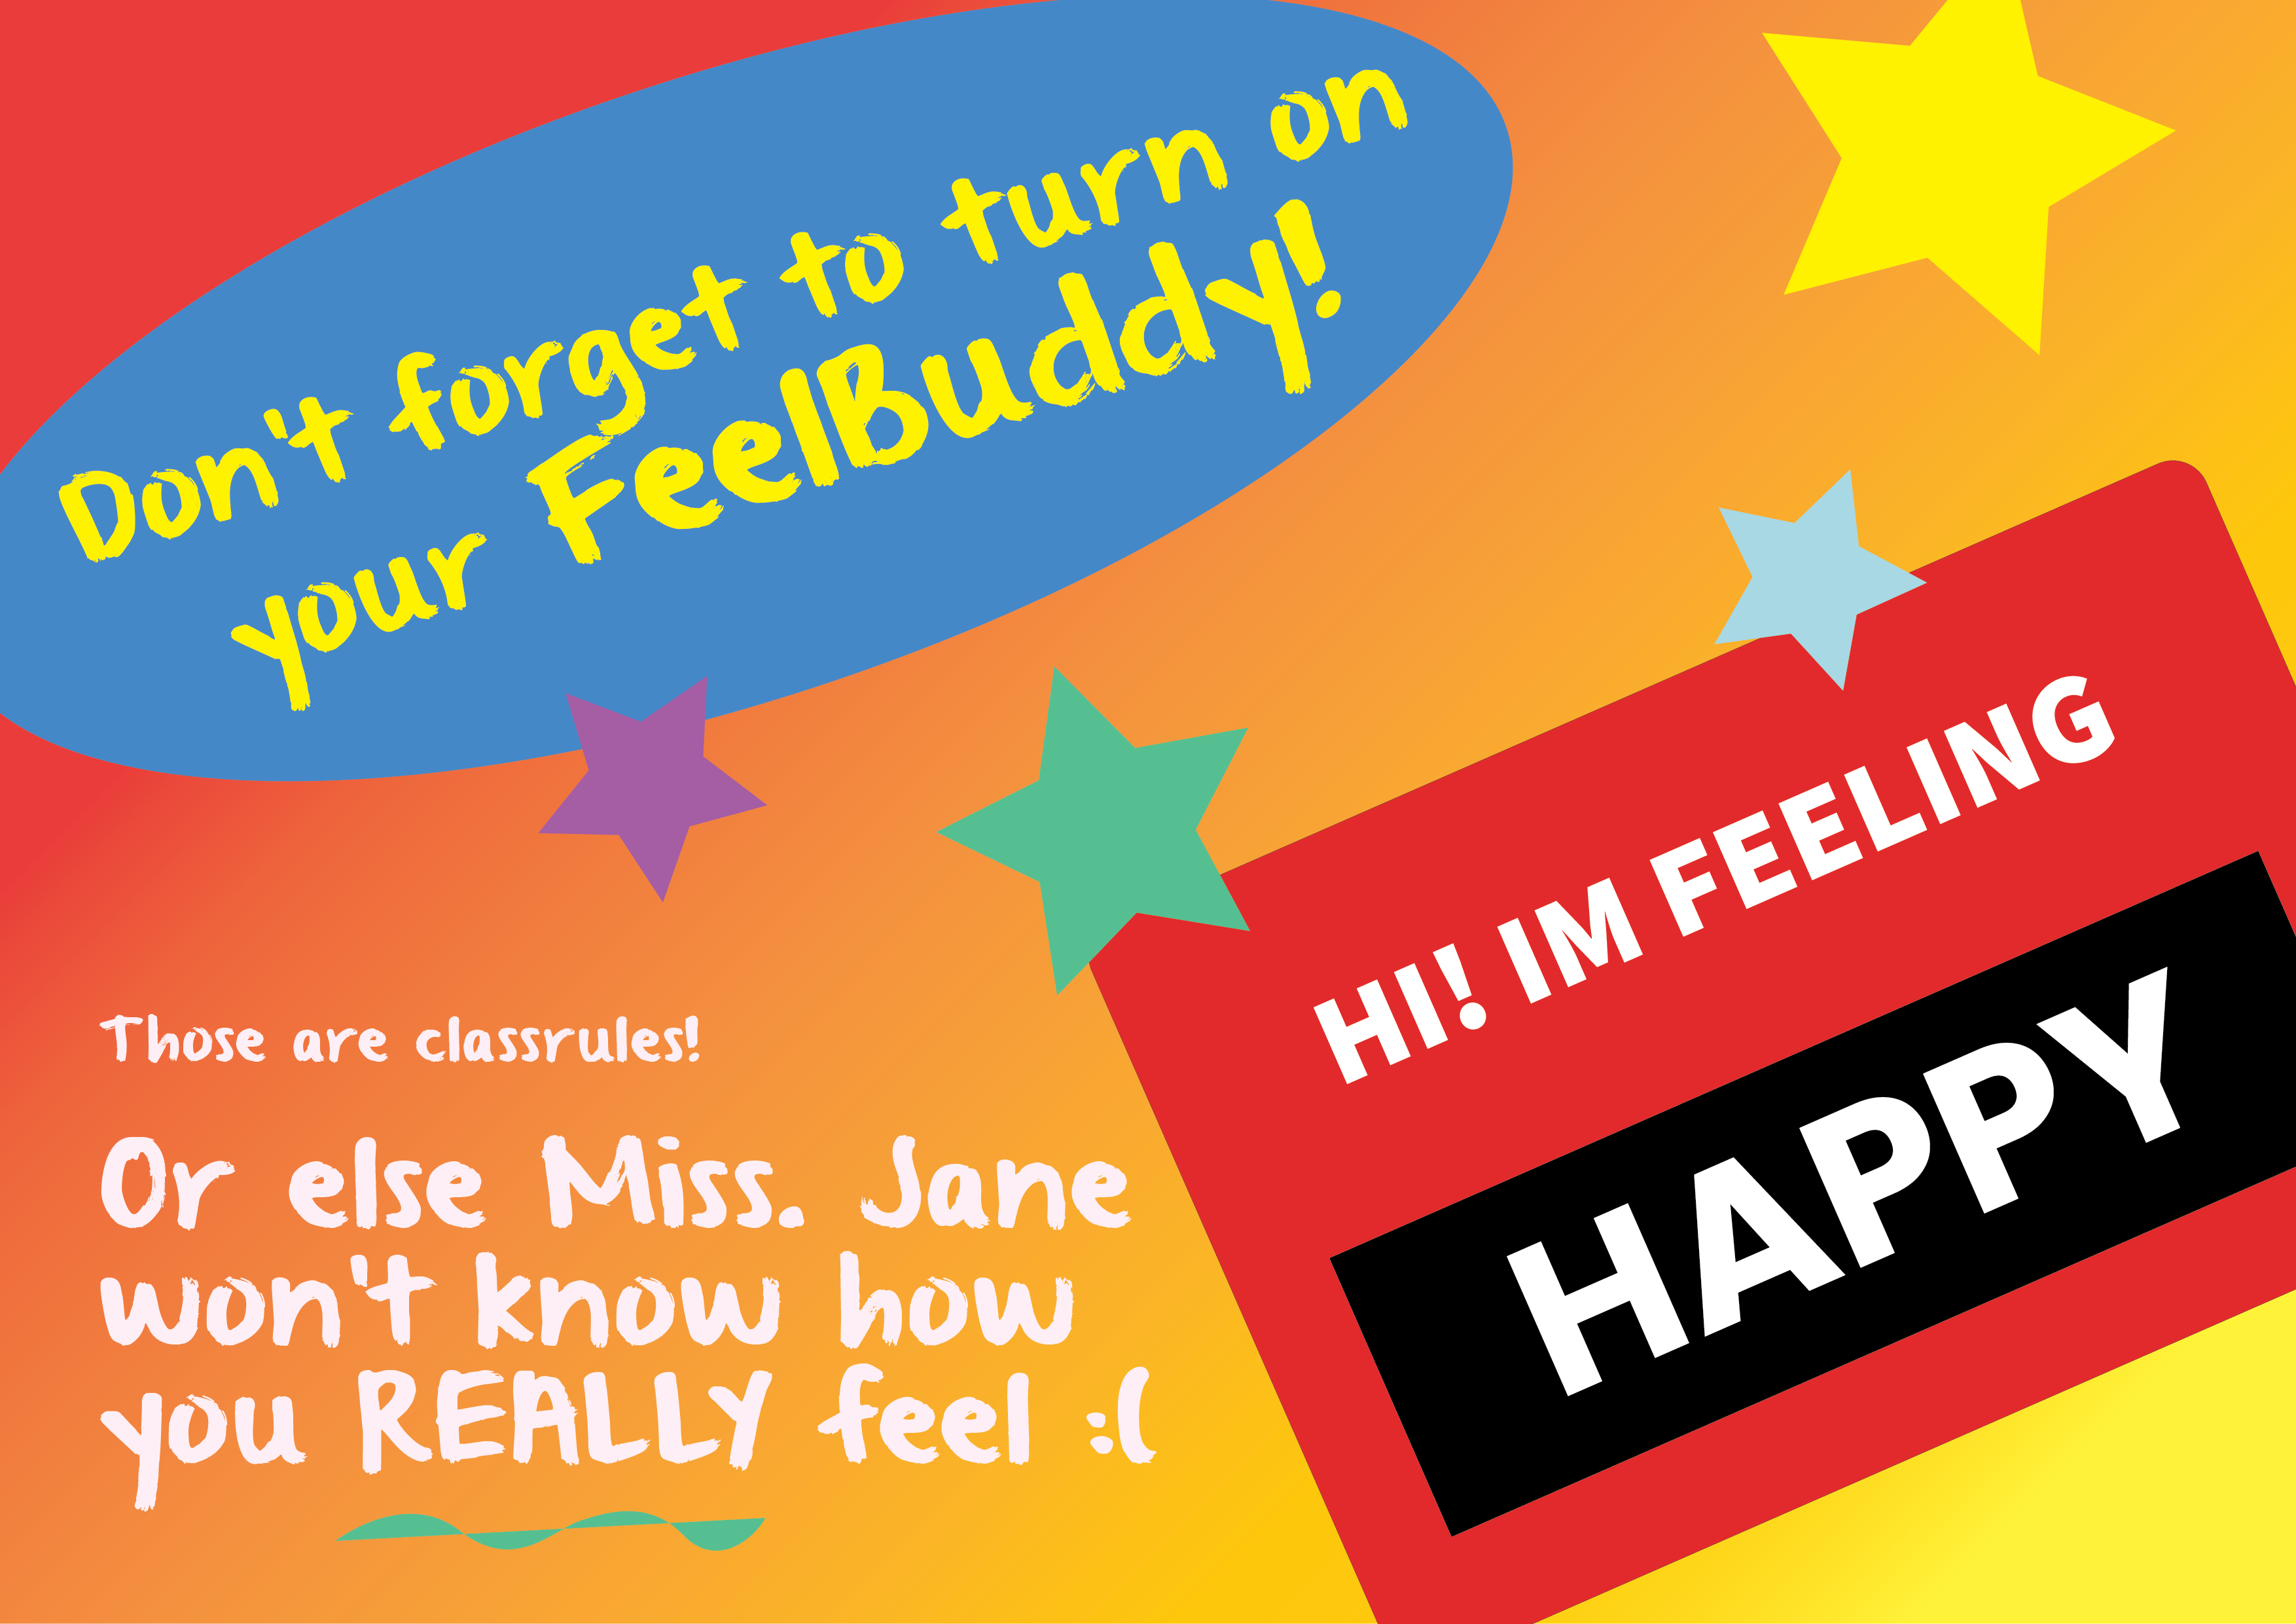 Don't forget to turn on
your FeelBuddy!
HI! IM FEELING
HAPPY
Those are classrules!
Or else Miss. Jane
won't know how
you REALLY feel :(